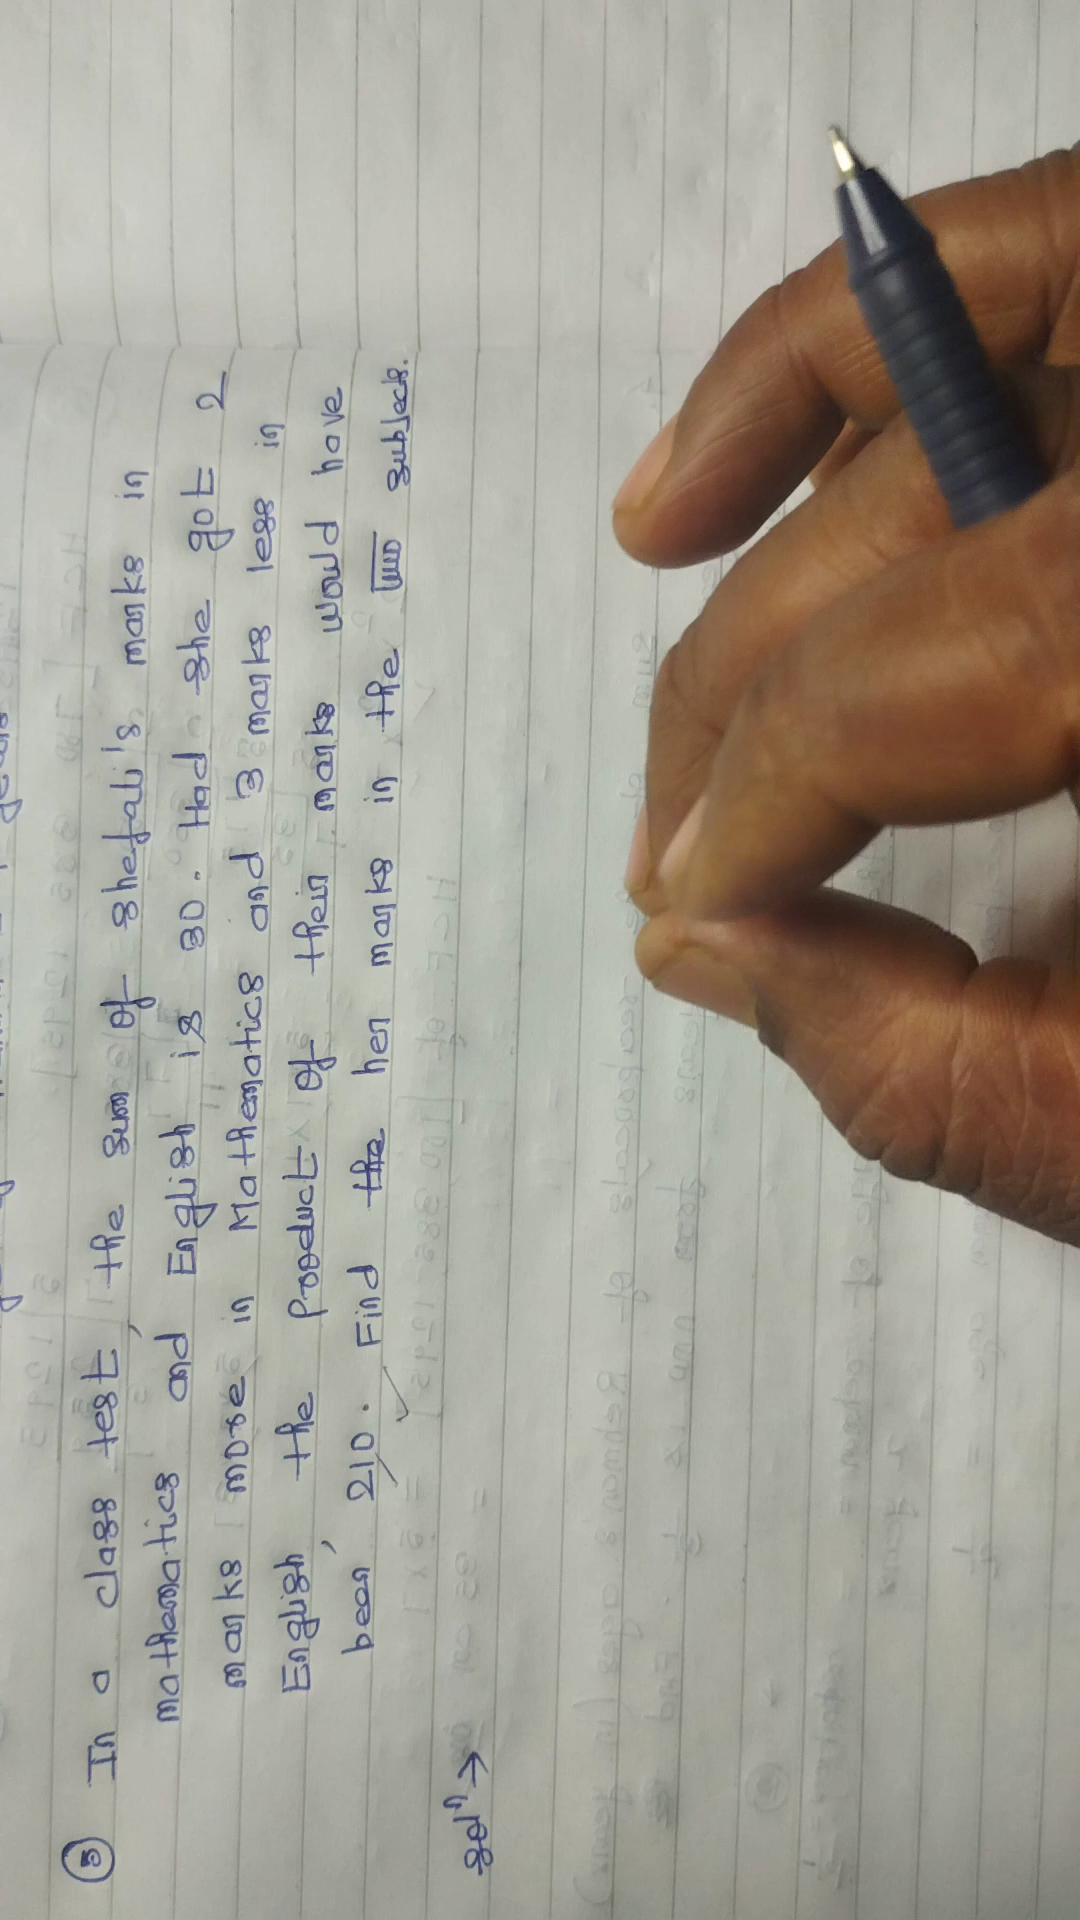 ⑤ In a class test, the sum of Shefali's marks in
mathematics and English is 30. Had she got 2
marks more in Mathematics and 3 marks less in
English the product of their marks would have
been, 210. Find the her marks in the two subjects.
Solⁿ →